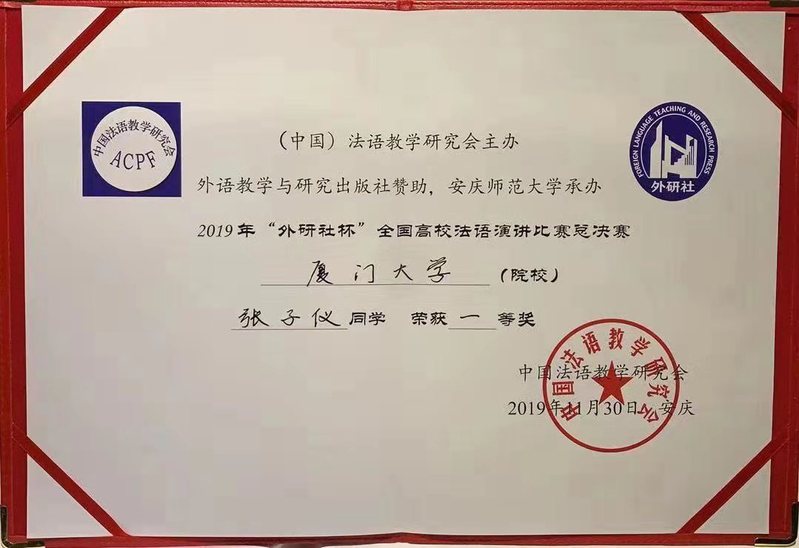 中国法语教学研究会
ACPF
FOREIGN LANGUAGE TEACHING AND RESEARCH PRESS
外研社
（中国）法语教学研究会主办
外语教学与研究出版社赞助，安庆师范大学承办
2019年“外研社杯”全国高校法语演讲比赛总决赛
厦门大学（院校）
张子仪同学 荣获一等奖
中国法语教学研究会
2019年11月30日 安庆
中国法语教学研究会